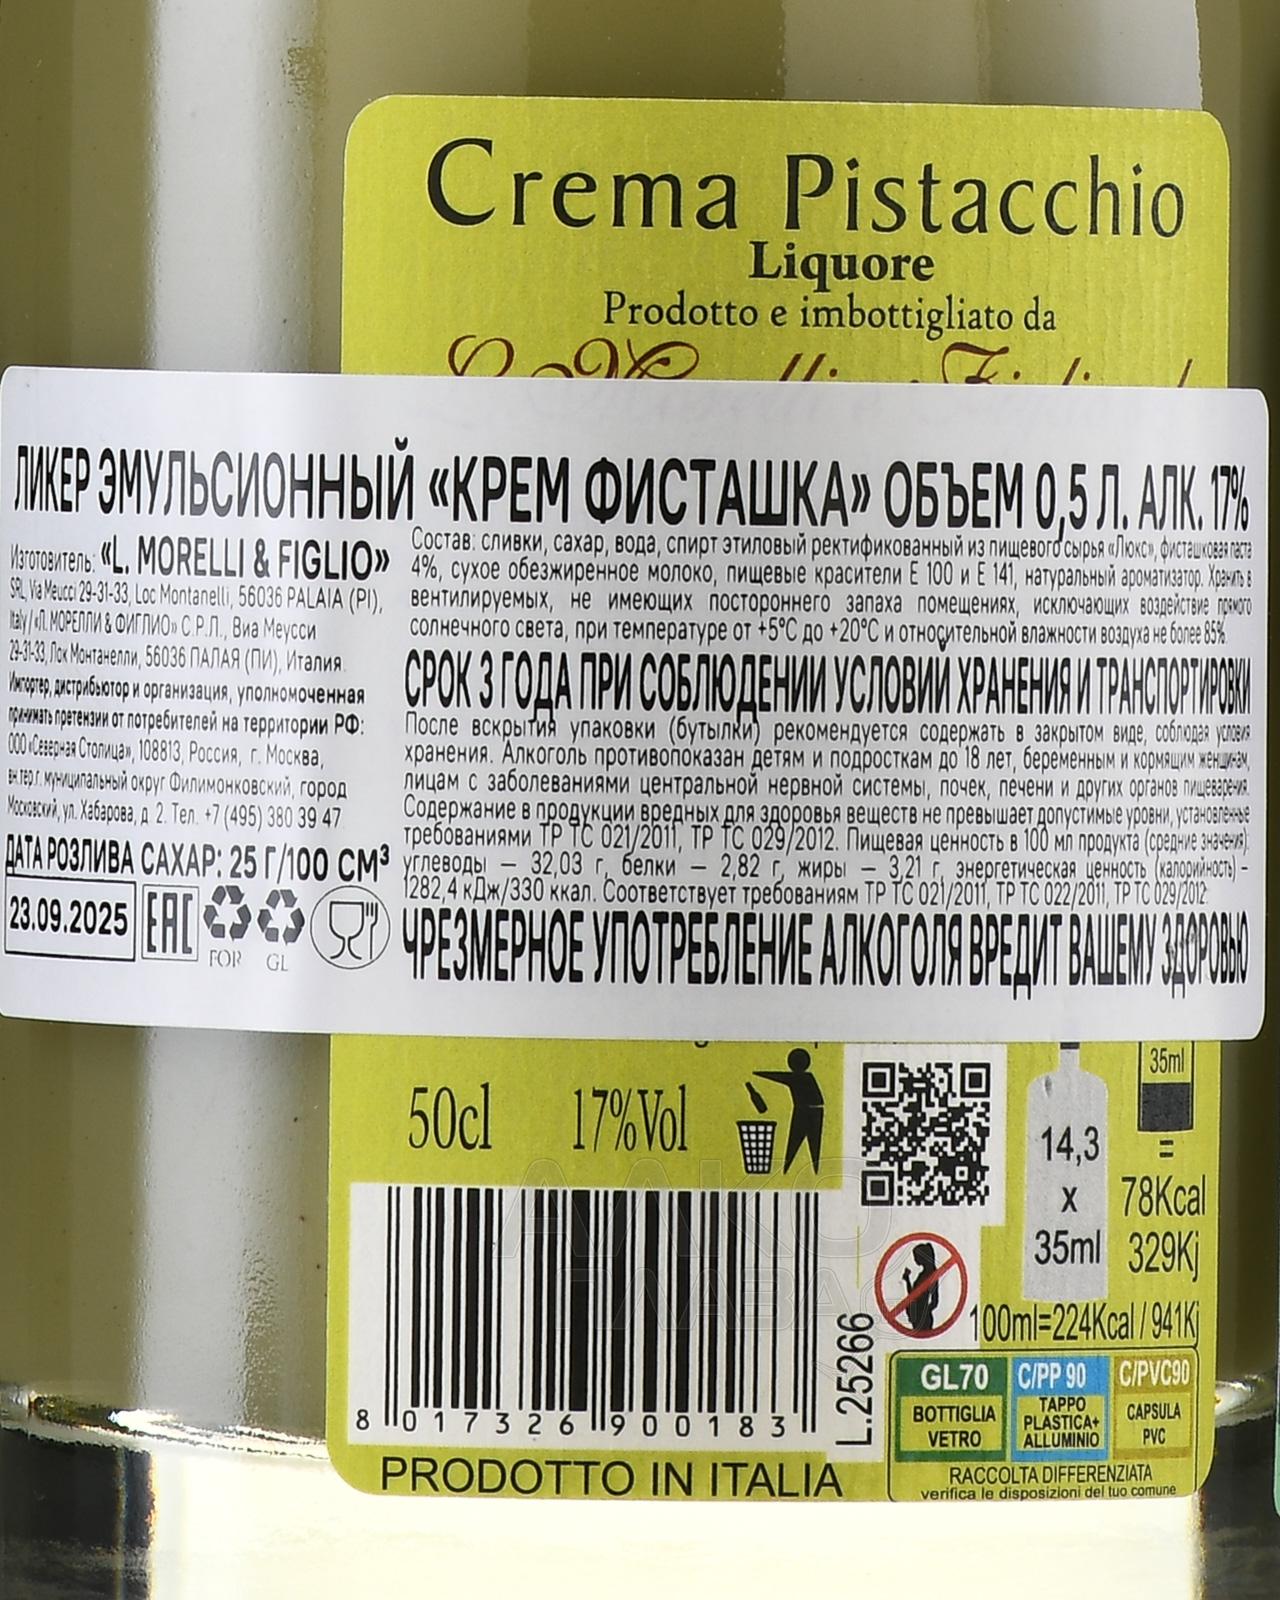 Crema Pistacchio
Liquore
Prodotto e imbottigliato da
ЛИКЕР ЭМУЛЬСИОННЫЙ «КРЕМ ФИСТАШКА» ОБЪЕМ 0,5 Л. АЛК. 17%
Изготовитель: «L. MORELLI & FIGLIO»
SRL, Via Meucci 29-31-33, Loc Montanelli, 56036 PALAIA (PI),
Italy/«Л. МОРЕЛЛИ & ФИГЛИО» С.Р.Л., Виа Меусси
29-31-33, Лок Монтанелли, 56036 ПАЛАЯ (ПИ), Италия.
Импортер, дистрибьютор и организация, уполномоченная
принимать претензии от потребителей на территории РФ:
ООО «Северная Столица», 108813, Россия, г. Москва,
вн.тер.г. муниципальный округ Филимонковский, город
Московский, ул. Хабарова, д. 2. Тел. +7 (495) 380 39 47
ДАТА РОЗЛИВА САХАР: 25 Г/100 СМ³
23.09.2025
EAC
FOR
GL
Состав: сливки, сахар, вода, спирт этиловый ректификованный из пищевого сырья «Люкс», фисташковая паста
4%, сухое обезжиренное молоко, пищевые красители Е 100 и Е 141, натуральный ароматизатор. Хранить в
вентилируемых, не имеющих постороннего запаха помещениях, исключающих воздействие прямого
солнечного света, при температуре от +5°С до +20°С и относительной влажности воздуха не более 85%.
СРОК 3 ГОДА ПРИ СОБЛЮДЕНИИ УСЛОВИЙ ХРАНЕНИЯ И ТРАНСПОРТИРОВКИ
После вскрытия упаковки (бутылки) рекомендуется содержать в закрытом виде, соблюдая условия
хранения. Алкоголь противопоказан детям и подросткам до 18 лет, беременным и кормящим женщинам,
лицам с заболеваниями центральной нервной системы, почек, печени и других органов пищеварения.
Содержание в продукции вредных для здоровья веществ не превышает допустимые уровни, установленные
требованиями ТР ТС 021/2011, ТР ТС 029/2012. Пищевая ценность в 100 мл продукта (средние значения):
углеводы — 32,03 г, белки — 2,82 г, жиры — 3,21 г, энергетическая ценность (калорийность) –
1282,4 кДж/330 ккал. Соответствует требованиям ТР ТС 021/2011, ТР ТС 022/2011, ТР ТС 029/2012.
ЧРЕЗМЕРНОЕ УПОТРЕБЛЕНИЕ АЛКОГОЛЯ ВРЕДИТ ВАШЕМУ ЗДОРОВЬЮ
50cl 17%Vol
35ml
=
78Kcal
329Kj
14,3
x
35ml
100ml=224Kcal / 941Kj
L.25266
8 017326 900183
GL70
BOTTIGLIA
VETRO
C/PP 90
TAPPO
PLASTICA+
ALLUMINIO
C/PVC90
CAPSULA
PVC
RACCOLTA DIFFERENZIATA
verifica le disposizioni del tuo comune
PRODOTTO IN ITALIA